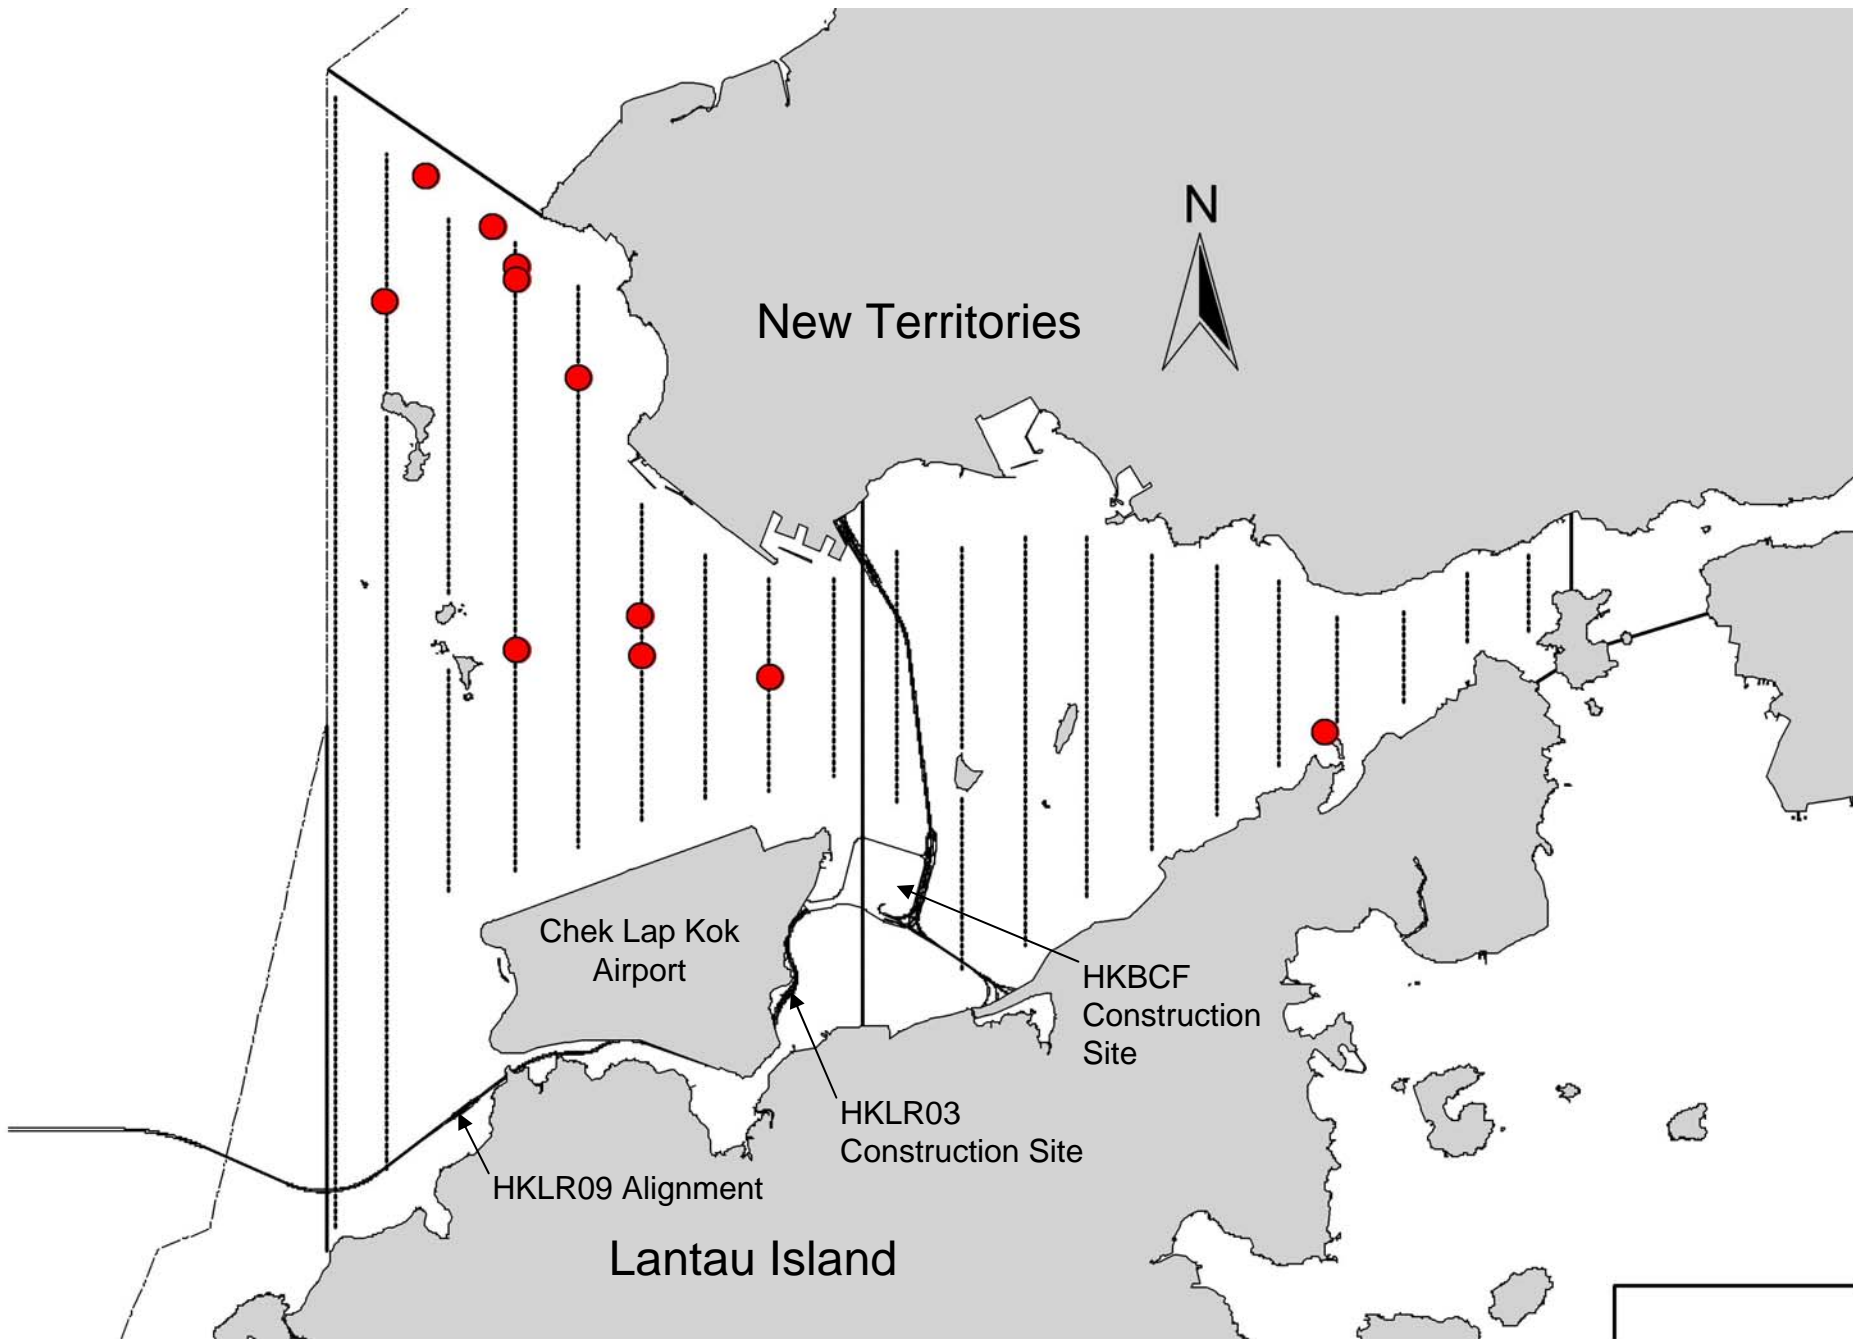 N
New Territories
Chek Lap Kok
Airport
HKBCF
Construction
Site
HKLR03
Construction Site
HKLR09 Alignment
Lantau Island